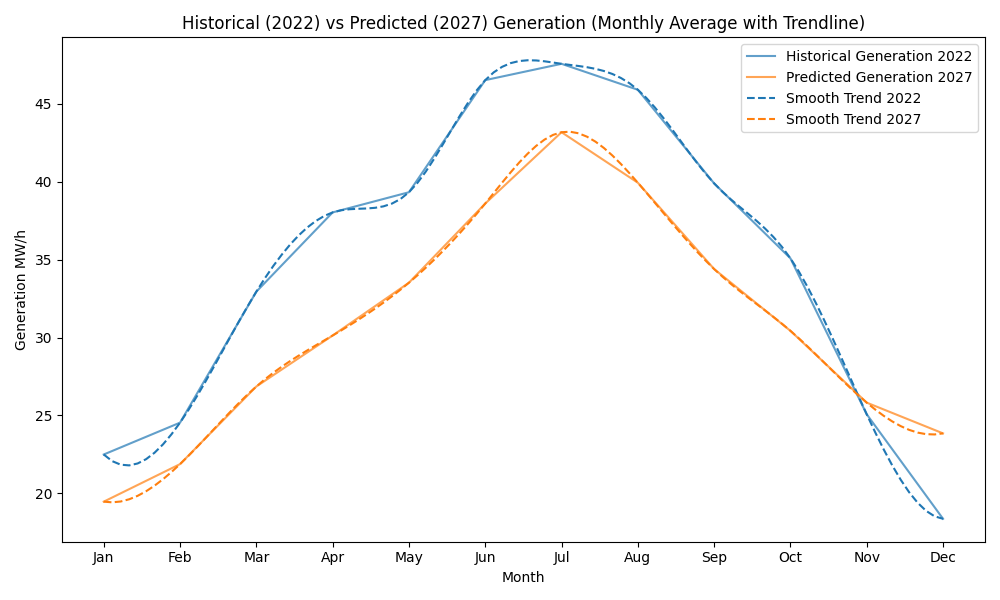 Historical (2022) vs Predicted (2027) Generation (Monthly Average with Trendline)
Historical Generation 2022
Predicted Generation 2027
Smooth Trend 2022
Smooth Trend 2027
Generation MW/h
45
40
35
30
25
20
Jan Feb Mar Apr May Jun Jul Aug Sep Oct Nov Dec
Month